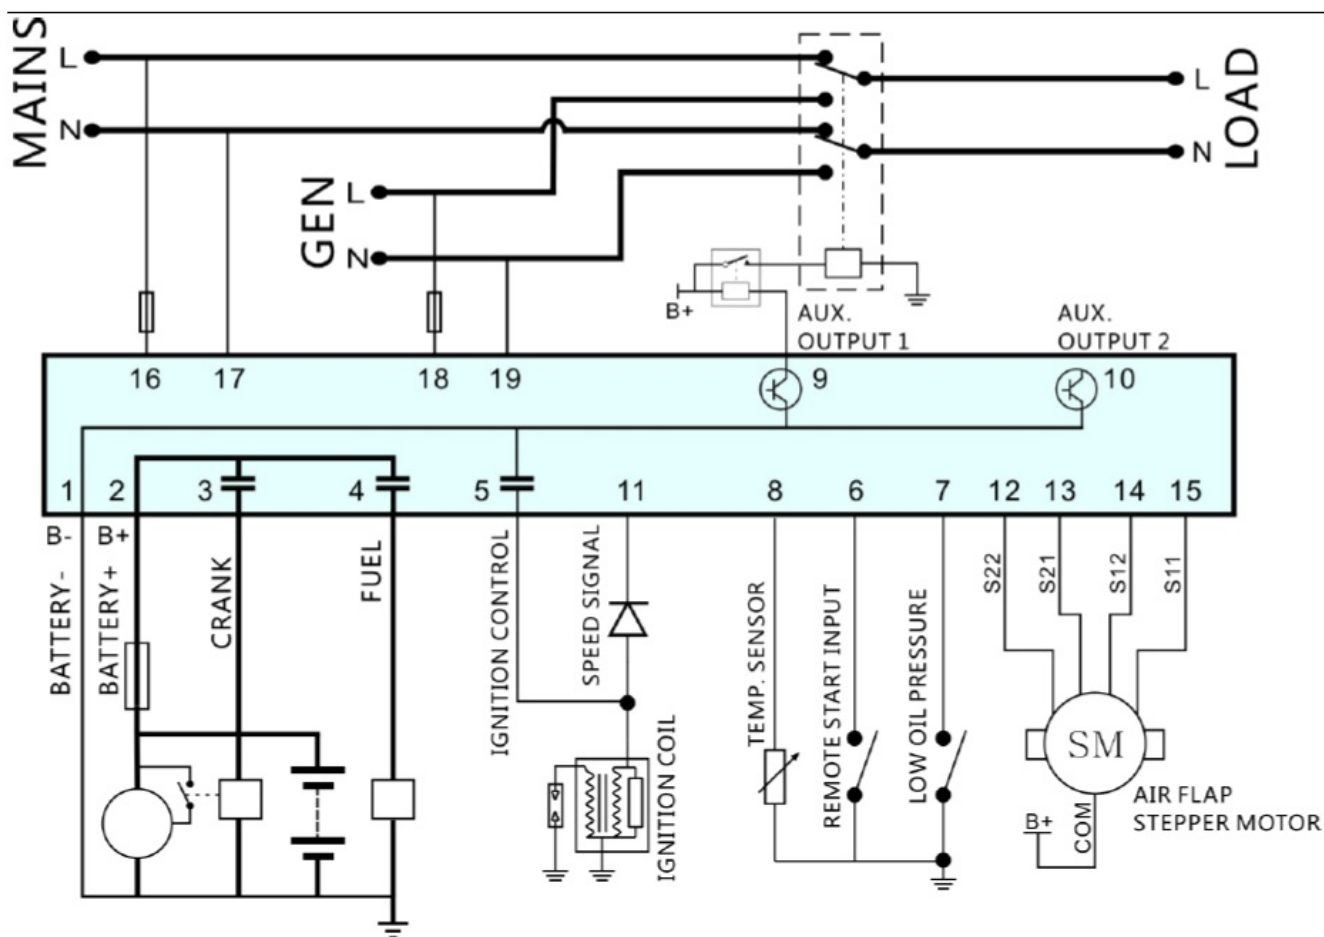 MAINS
L
N
GEN
L
N
L
N
LOAD
B+
AUX.
OUTPUT 1
AUX.
OUTPUT 2
16
17
18
19
9
10
1
2
3
4
5
11
8
6
7
12
13
14
15
B-
B+
BATTERY-
BATTERY+
CRANK
FUEL
IGNITION CONTROL
SPEED SIGNAL
IGNITION COIL
TEMP. SENSOR
REMOTE START INPUT
LOW OIL PRESSURE
S22
S21
S12
S11
SM
AIR FLAP
STEPPER MOTOR
B+
COM